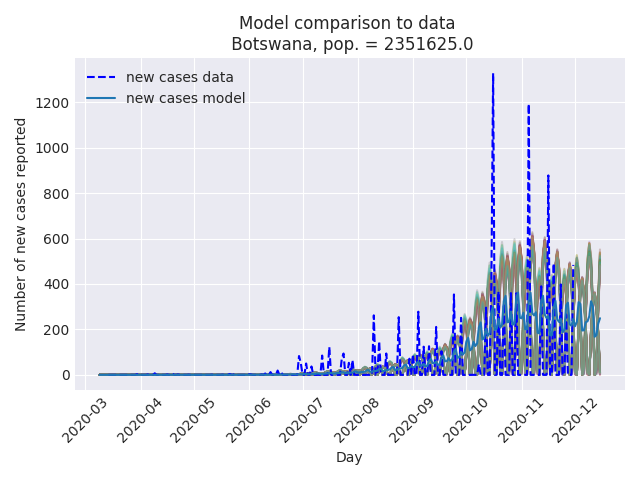 Model comparison to data
Botswana, pop. = 2351625.0
new cases data
new cases model
Number of new cases reported
1200
1000
800
600
400
200
0
2020-03
2020-04
2020-05
2020-06
2020-07
2020-08
2020-09
2020-10
2020-11
2020-12
Day